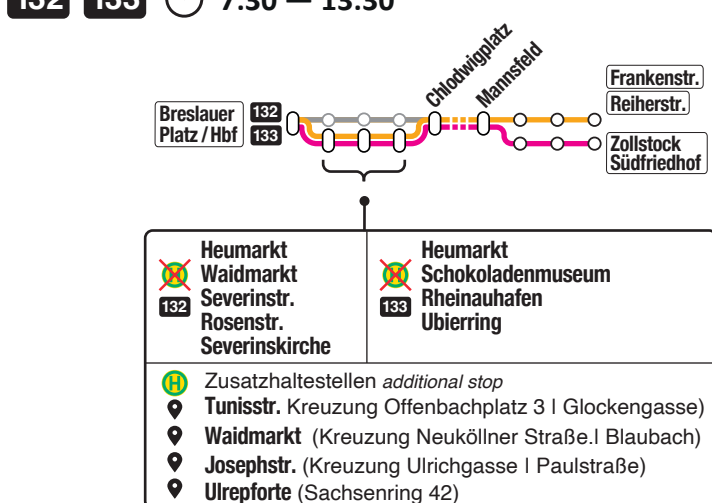 132 133 7.30 — 13.30
Chlodwigplatz
Mannsfeld
Breslauer
Platz / Hbf
132
133
Frankenstr.
Reiherstr.
Zollstock
Südfriedhof
Heumarkt
Waidmarkt
Severinstr.
Rosenstr.
Severinskirche
H
132
Heumarkt
Schokoladenmuseum
Rheinauhafen
Ubierring
H
133
H Zusatzhaltestellen additional stop
Tunisstr. Kreuzung Offenbachplatz 3 I Glockengasse)
Waidmarkt (Kreuzung Neuköllner Straße.I Blaubach)
Josephstr. (Kreuzung Ulrichgasse I Paulstraße)
Ulrepforte (Sachsenring 42)